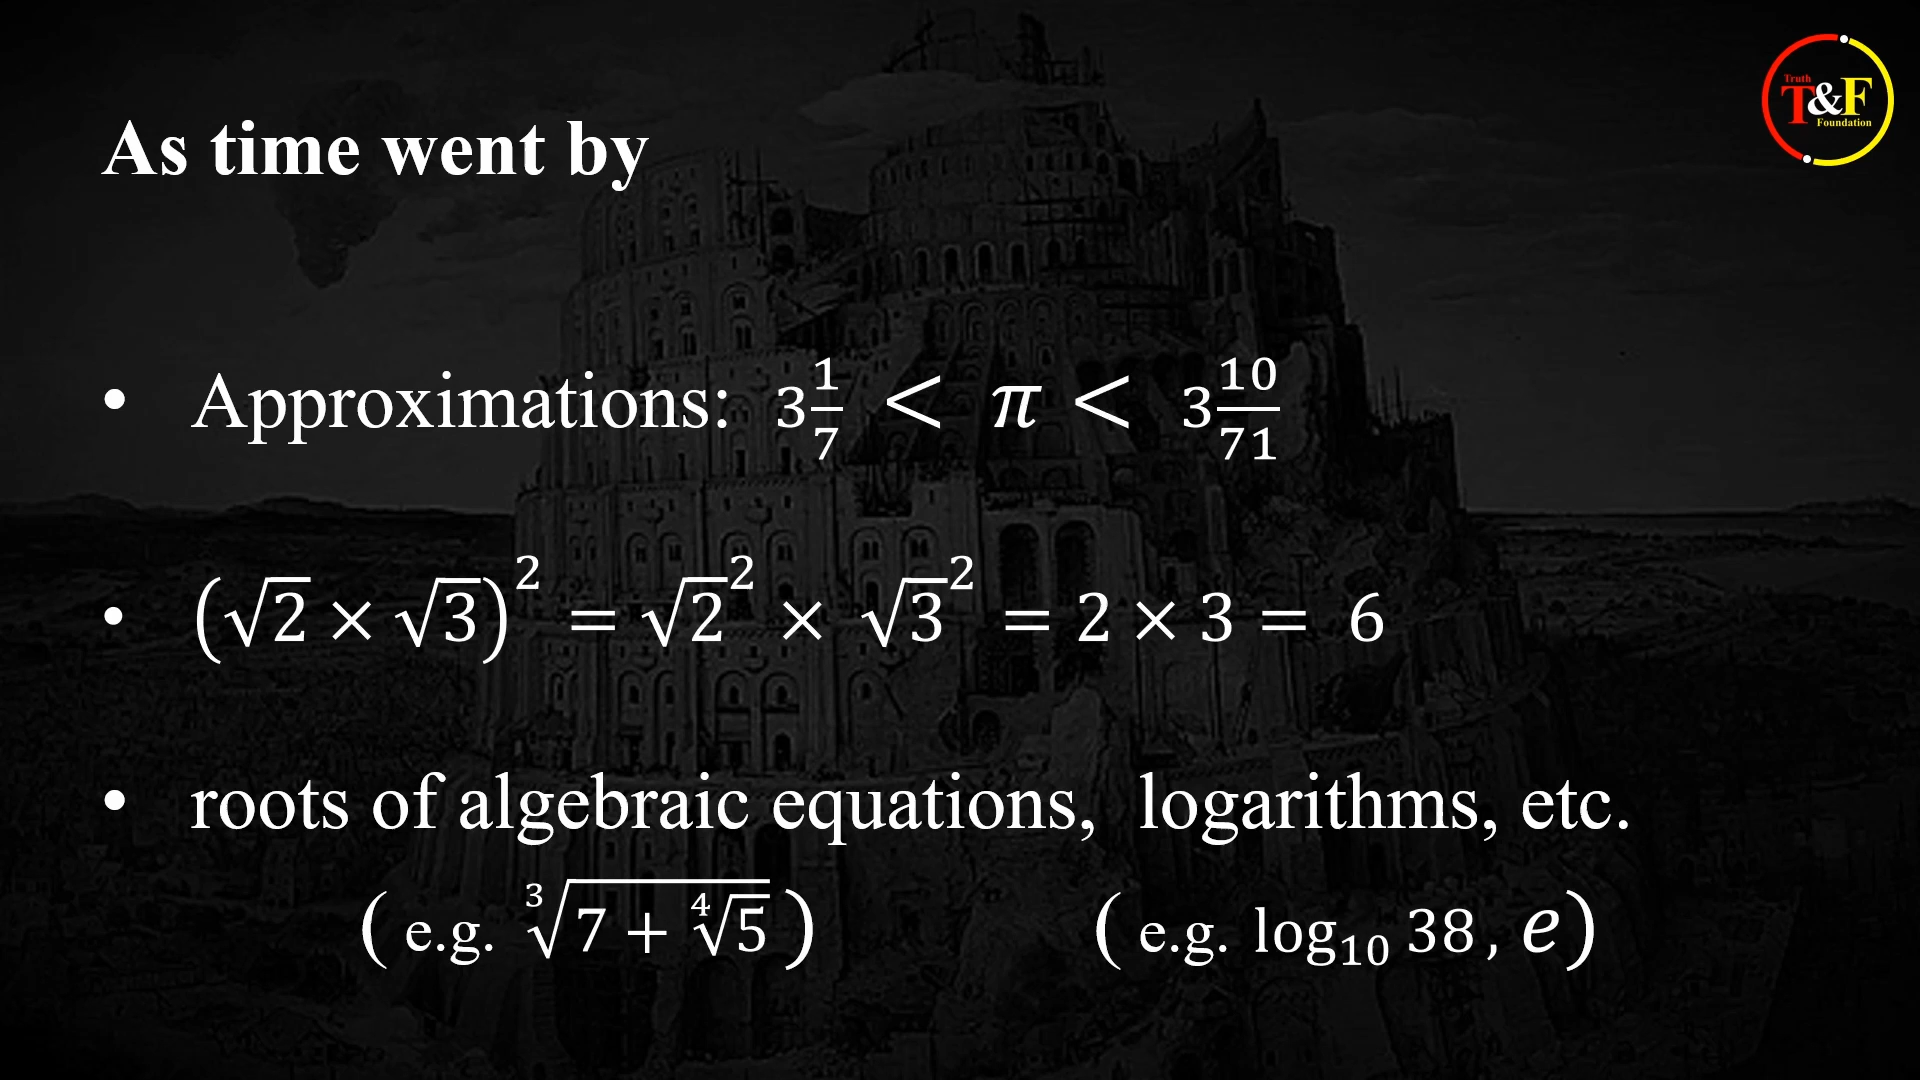 Truth
T&F
Foundation
As time went by
• Approximations: 3 1/7 < π < 3 10/71
• (√2 × √3)² = √2² × √3² = 2 × 3 = 6
• roots of algebraic equations, logarithms, etc.
( e.g. ∛(7 + ∜5) ) ( e.g. log₁₀ 38 , e )